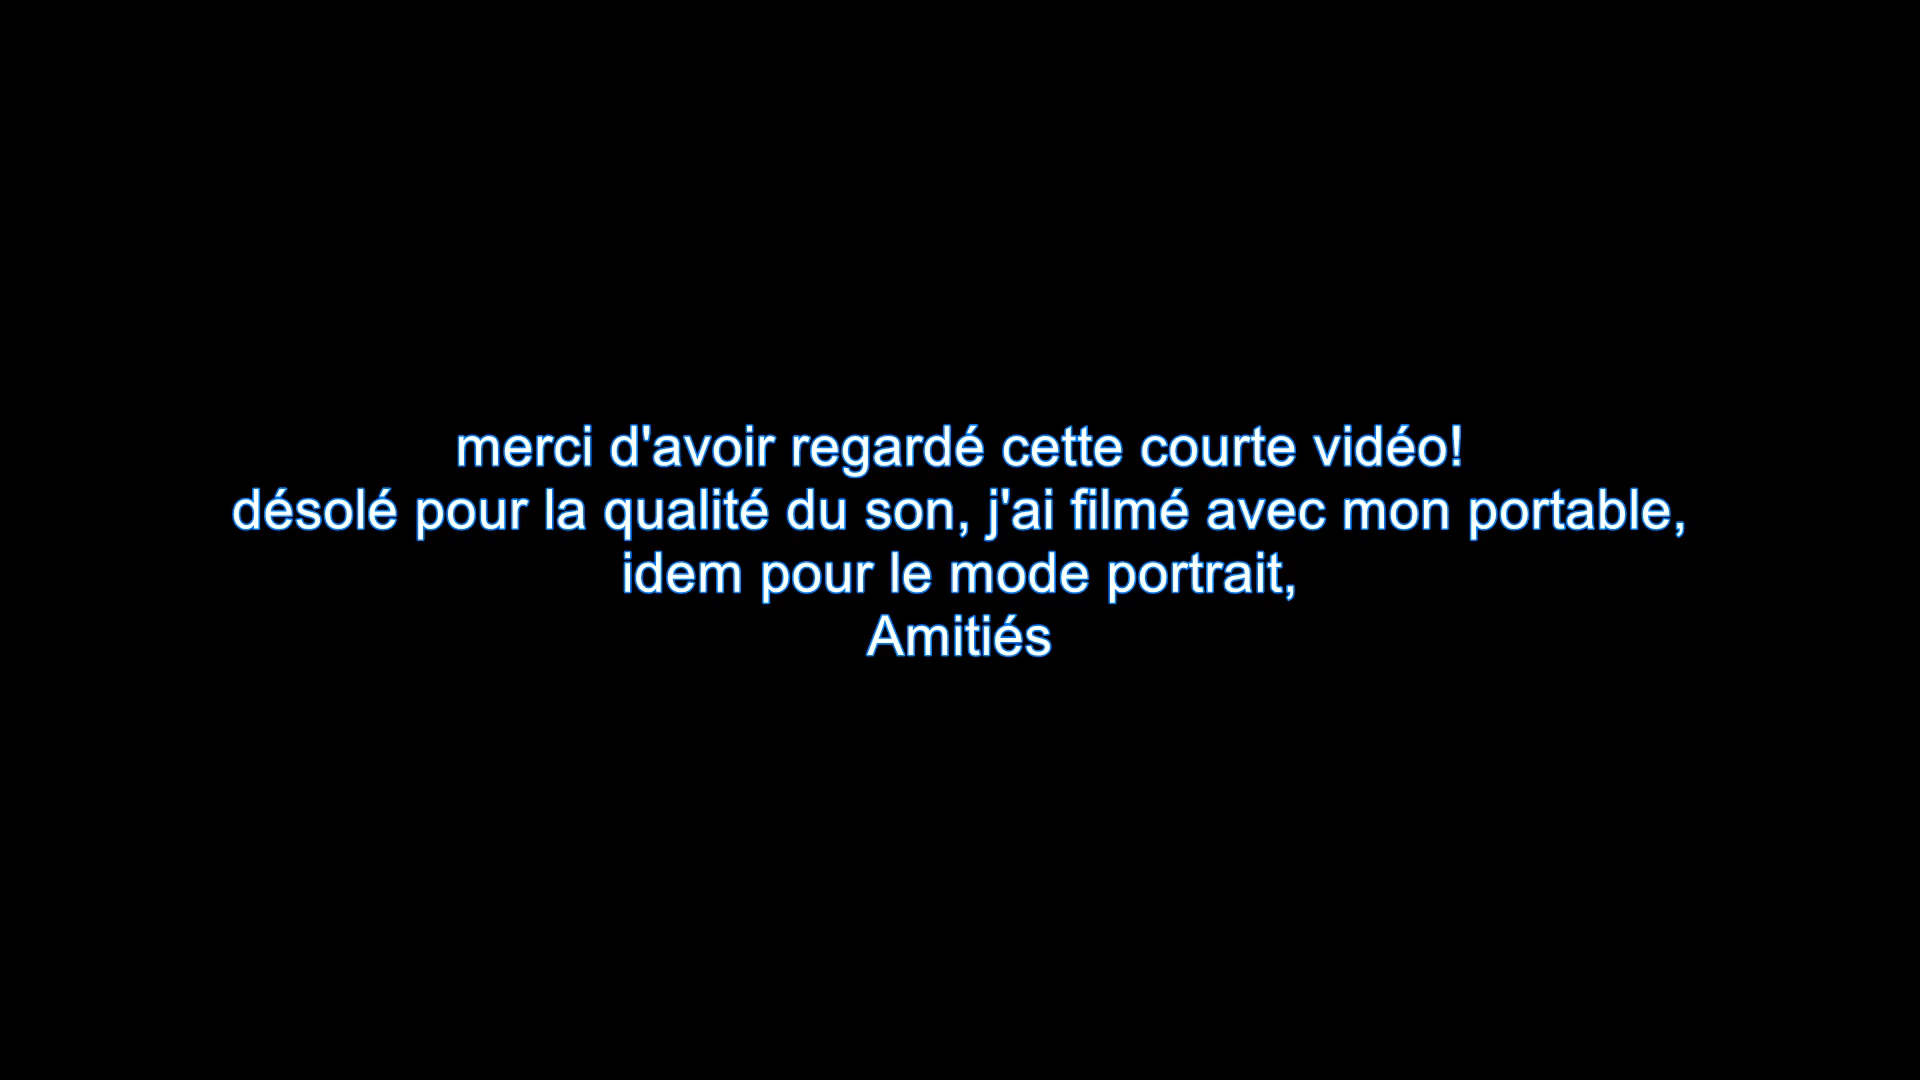 merci d'avoir regardé cette courte vidéo!
désolé pour la qualité du son, j'ai filmé avec mon portable,
idem pour le mode portrait,
Amitiés